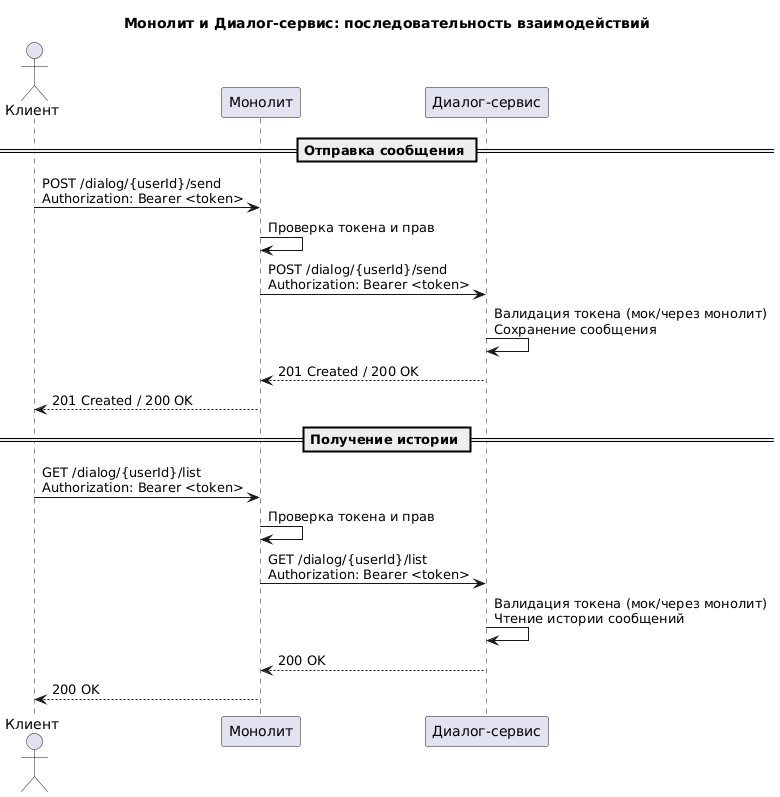 Монолит и Диалог-сервис: последовательность взаимодействий
Клиент
Монолит
Диалог-сервис
Отправка сообщения
POST /dialog/{userId}/send
Authorization: Bearer <token>
Проверка токена и прав
POST /dialog/{userId}/send
Authorization: Bearer <token>
Валидация токена (мок/через монолит)
Сохранение сообщения
201 Created / 200 OK
201 Created / 200 OK
Получение истории
GET /dialog/{userId}/list
Authorization: Bearer <token>
Проверка токена и прав
GET /dialog/{userId}/list
Authorization: Bearer <token>
Валидация токена (мок/через монолит)
Чтение истории сообщений
200 OK
200 OK
Клиент
Монолит
Диалог-сервис